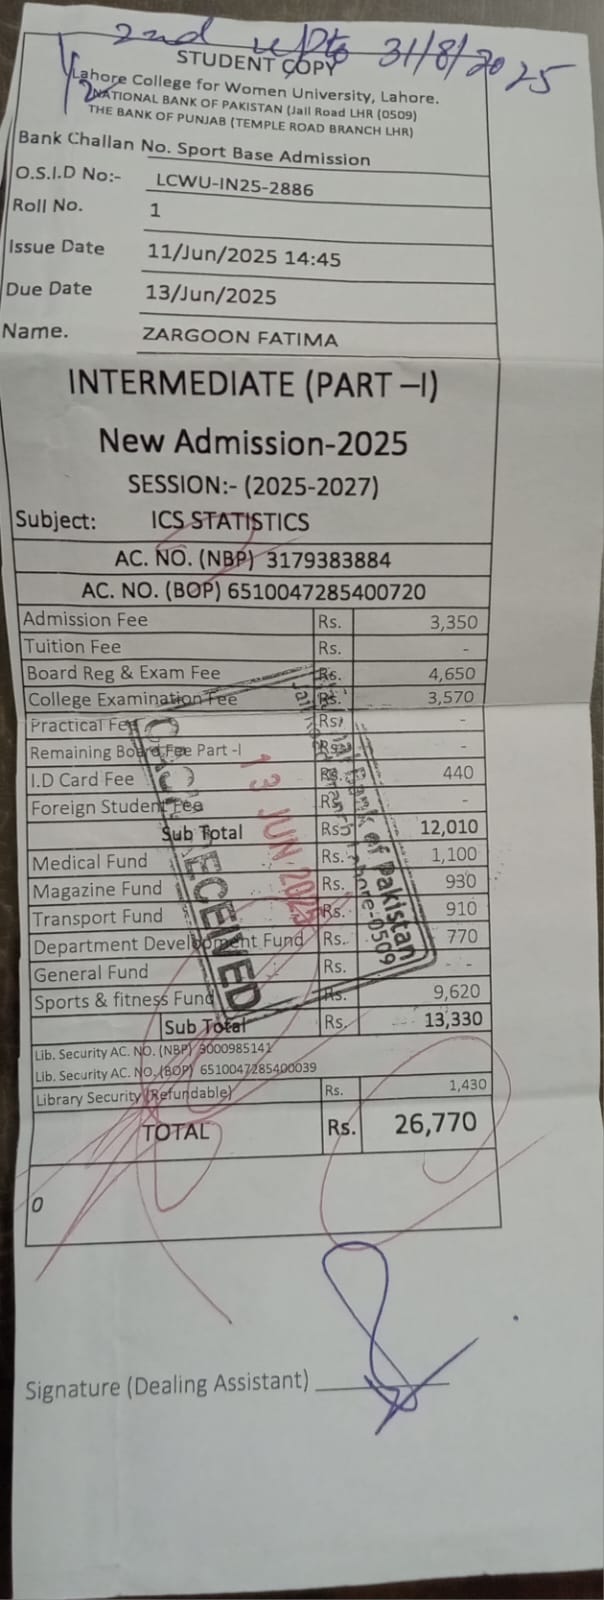 2nd upto 31/8/2025
1/2
STUDENT COPY
Lahore College for Women University, Lahore.
NATIONAL BANK OF PAKISTAN (Jail Road LHR (0509)
THE BANK OF PUNJAB (TEMPLE ROAD BRANCH LHR)
Bank Challan No. Sport Base Admission
O.S.I.D No:- LCWU-IN25-2886
Roll No. 1
Issue Date 11/Jun/2025 14:45
Due Date 13/Jun/2025
Name. ZARGOON FATIMA
INTERMEDIATE (PART –I)
New Admission-2025
SESSION:- (2025-2027)
Subject: ICS STATISTICS
AC. NO. (NBP) 3179383884
AC. NO. (BOP) 6510047285400720
Admission Fee Rs. 3,350
Tuition Fee Rs. -
Board Reg & Exam Fee Rs. 4,650
College Examination Fee Rs. 3,570
Practical Fee Rs. -
Remaining Board Fee Part -I Rs. -
I.D Card Fee Rs. 440
Foreign Student Fee Rs. -
Sub Total Rs. 12,010
Medical Fund Rs. 1,100
Magazine Fund Rs. 930
Transport Fund Rs. 910
Department Development Fund Rs. 770
General Fund Rs. -
Sports & fitness Fund Rs. 9,620
Sub Total Rs. 13,330
Lib. Security AC. NO. (NBP) 3000985141
Lib. Security AC. NO. (BOP) 6510047285400039
Library Security (Refundable) Rs. 1,430
TOTAL Rs. 26,770
0
CASH RECEIVED
13 JUN 2025
National Bank of Pakistan
Lahore-0509
Signature (Dealing Assistant)